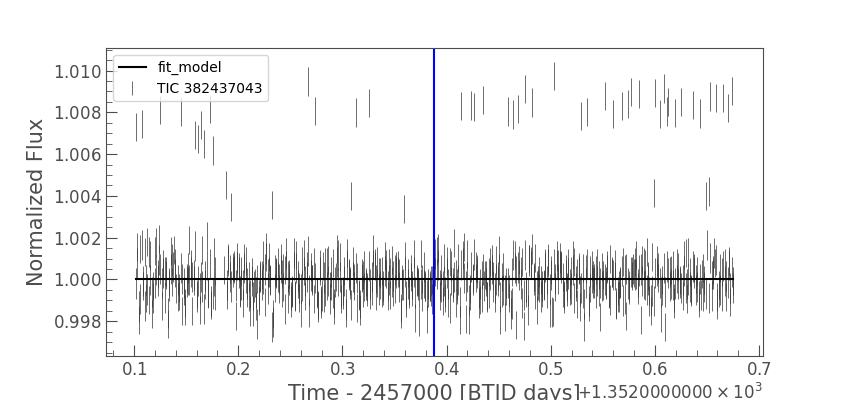 1.010
1.008
1.006
1.004
1.002
1.000
0.998
Normalized Flux
fit_model
TIC 382437043
0.1 0.2 0.3 0.4 0.5 0.6 0.7
Time - 2457000 [BTJD days]
+1.3520000000 × 10³